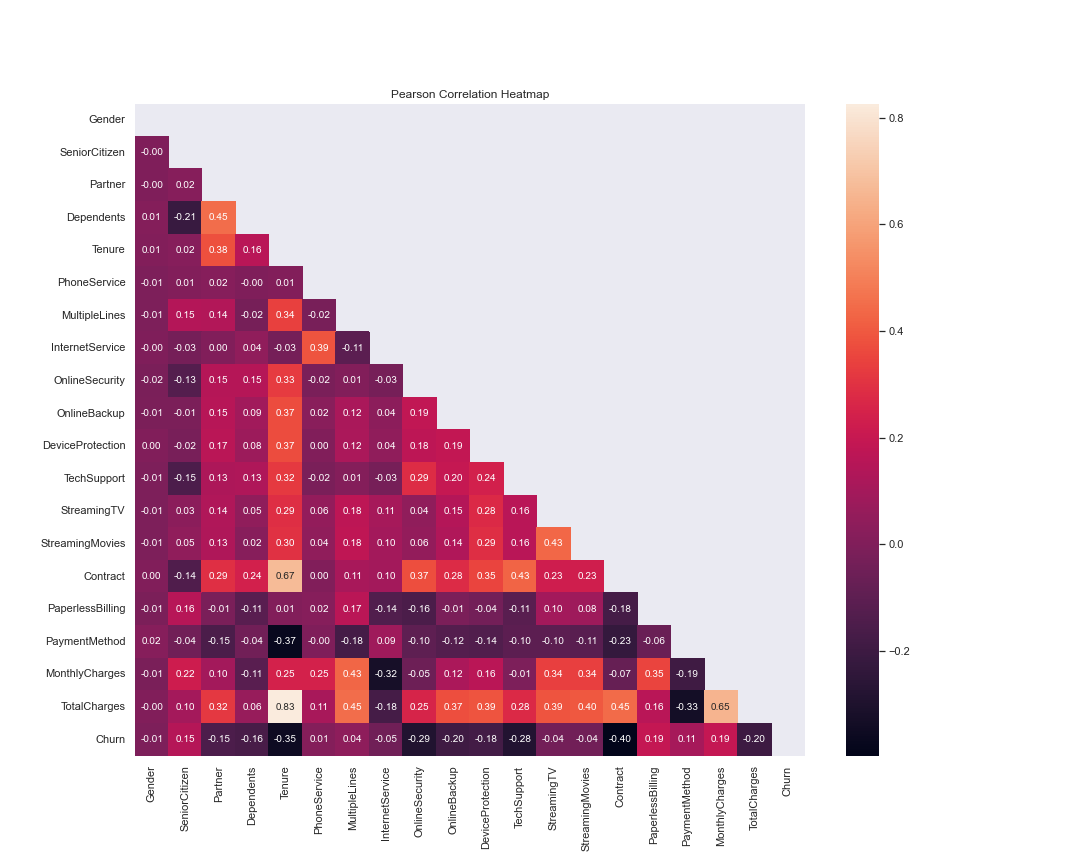 Pearson Correlation Heatmap
Gender
SeniorCitizen -0.00
Partner -0.00 0.02
Dependents 0.01 -0.21 0.45
Tenure 0.01 0.02 0.38 0.16
PhoneService -0.01 0.01 0.02 -0.00 0.01
MultipleLines -0.01 0.15 0.14 -0.02 0.34 -0.02
InternetService -0.00 -0.03 0.00 0.04 -0.03 0.39 -0.11
OnlineSecurity -0.02 -0.13 0.15 0.15 0.33 -0.02 0.01 -0.03
OnlineBackup -0.01 -0.01 0.15 0.09 0.37 0.02 0.12 0.04 0.19
DeviceProtection 0.00 -0.02 0.17 0.08 0.37 0.00 0.12 0.04 0.18 0.19
TechSupport -0.01 -0.15 0.13 0.13 0.32 -0.02 0.01 -0.03 0.29 0.20 0.24
StreamingTV -0.01 0.03 0.14 0.05 0.29 0.06 0.18 0.11 0.04 0.15 0.28 0.16
StreamingMovies -0.01 0.05 0.13 0.02 0.30 0.04 0.18 0.10 0.06 0.14 0.29 0.16 0.43
Contract 0.00 -0.14 0.29 0.24 0.67 0.00 0.11 0.10 0.37 0.28 0.35 0.43 0.23 0.23
PaperlessBilling -0.01 0.16 -0.01 -0.11 0.01 0.02 0.17 -0.14 -0.16 -0.01 -0.04 -0.11 0.10 0.08 -0.18
PaymentMethod 0.02 -0.04 -0.15 -0.04 -0.37 -0.00 -0.18 0.09 -0.10 -0.12 -0.14 -0.10 -0.10 -0.11 -0.23 -0.06
MonthlyCharges -0.01 0.22 0.10 -0.11 0.25 0.25 0.43 -0.32 -0.05 0.12 0.16 -0.01 0.34 0.34 -0.07 0.35 -0.19
TotalCharges -0.00 0.10 0.32 0.06 0.83 0.11 0.45 -0.18 0.25 0.37 0.39 0.28 0.39 0.40 0.45 0.16 -0.33 0.65
Churn -0.01 0.15 -0.15 -0.16 -0.35 0.01 0.04 -0.05 -0.29 -0.20 -0.18 -0.28 -0.04 -0.04 -0.40 0.19 0.11 0.19 -0.20
Gender
SeniorCitizen
Partner
Dependents
Tenure
PhoneService
MultipleLines
InternetService
OnlineSecurity
OnlineBackup
DeviceProtection
TechSupport
StreamingTV
StreamingMovies
Contract
PaperlessBilling
PaymentMethod
MonthlyCharges
TotalCharges
Churn
0.8
0.6
0.4
0.2
0.0
−0.2